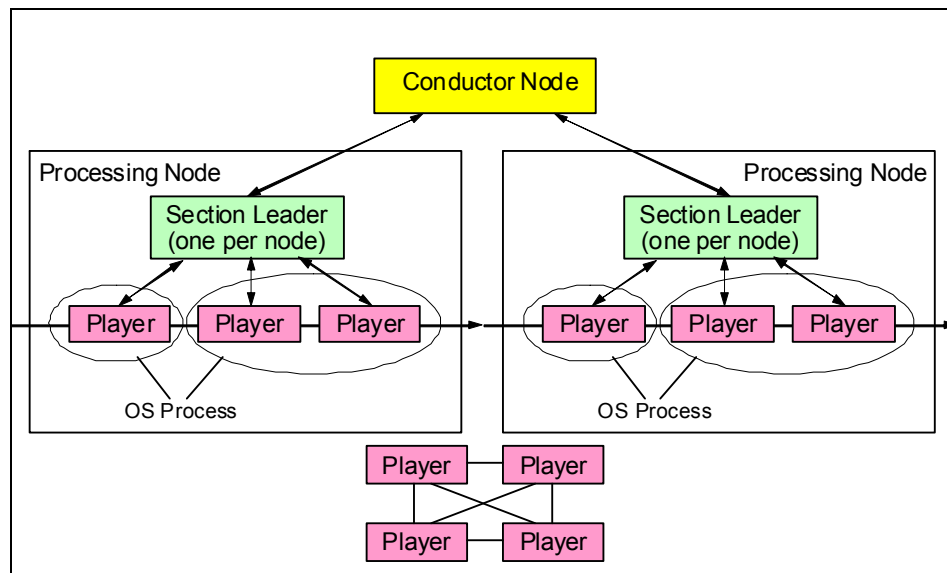 Conductor Node
Processing Node
Processing Node
Section Leader
(one per node)
Section Leader
(one per node)
Player
Player
Player
Player
Player
Player
OS Process
OS Process
Player
Player
Player
Player